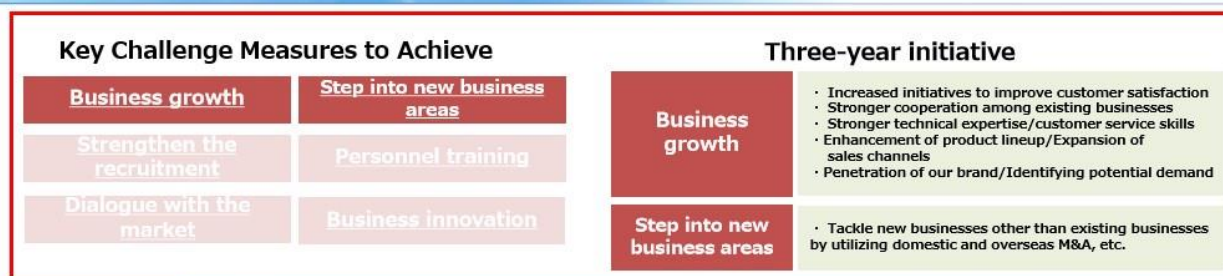 Key Challenge Measures to Achieve
Business growth
Step into new business
areas
Strengthen the
recruitment
Personnel training
Dialogue with the
market
Business innovation
Three-year initiative
Business
growth
· Increased initiatives to improve customer satisfaction
· Stronger cooperation among existing businesses
· Stronger technical expertise/customer service skills
· Enhancement of product lineup/Expansion of
sales channels
· Penetration of our brand/Identifying potential demand
Step into new
business areas
· Tackle new businesses other than existing businesses
by utilizing domestic and overseas M&A, etc.